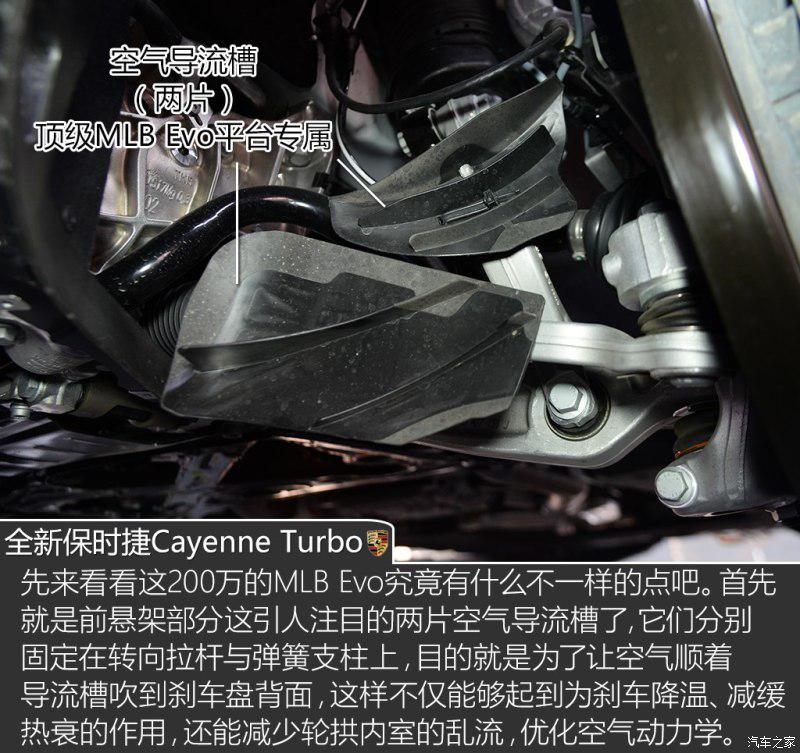 空气导流槽
（两片）
顶级MLB Evo平台专属
全新保时捷Cayenne Turbo
先来看看这200万的MLB Evo究竟有什么不一样的点吧。首先
就是前悬架部分这引人注目的两片空气导流槽了,它们分别
固定在转向拉杆与弹簧支柱上,目的就是为了让空气顺着
导流槽吹到刹车盘背面,这样不仅能够起到为刹车降温、减缓
热衰的作用,还能减少轮拱内室的乱流,优化空气动力学。
汽车之家